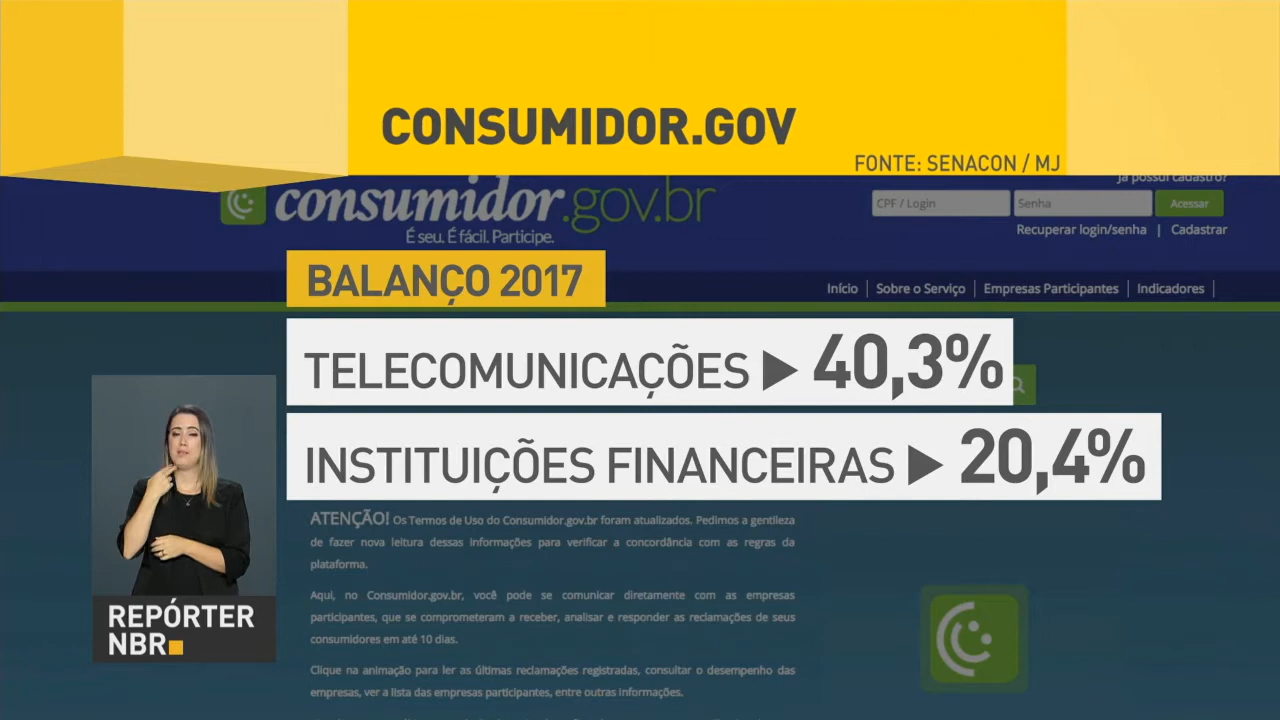 CONSUMIDOR.GOV
FONTE: SENACON / MJ
Já possui cadastro?
consumidor.gov.br
CPF / Login
Senha
Acessar
É seu. É fácil. Participe.
Recuperar login/senha | Cadastrar
BALANÇO 2017
Início | Sobre o Serviço | Empresas Participantes | Indicadores |
TELECOMUNICAÇÕES ▶ 40,3%
INSTITUIÇÕES FINANCEIRAS ▶ 20,4%
ATENÇÃO! Os Termos de Uso do Consumidor.gov.br foram atualizados. Pedimos a gentileza
de fazer nova leitura dessas informações para verificar a concordância com as regras da
plataforma.
Aqui, no Consumidor.gov.br, você pode se comunicar diretamente com as empresas
participantes, que se comprometeram a receber, analisar e responder as reclamações de seus
consumidores em até 10 dias.
Clique na animação para ler as últimas reclamações registradas, consultar o desempenho das
empresas, ver a lista das empresas participantes, entre outras informações.
REPÓRTER
NBR